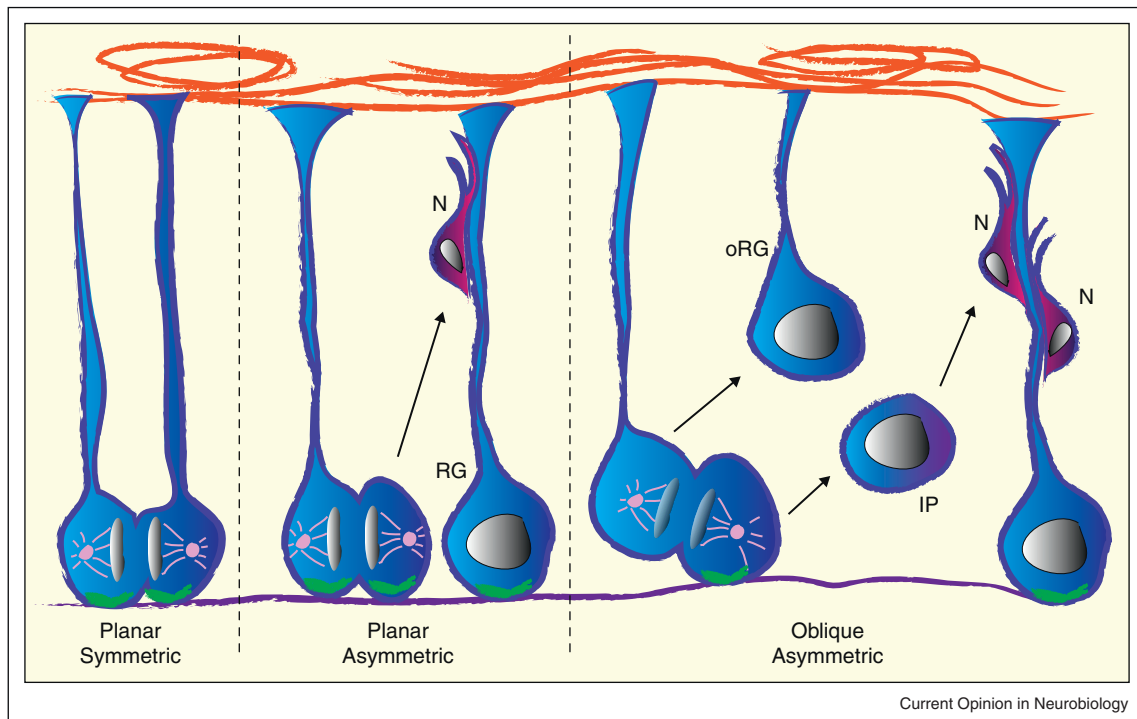 N
RG
oRG
IP
N
N
Planar
Symmetric
Planar
Asymmetric
Oblique
Asymmetric
Current Opinion in Neurobiology